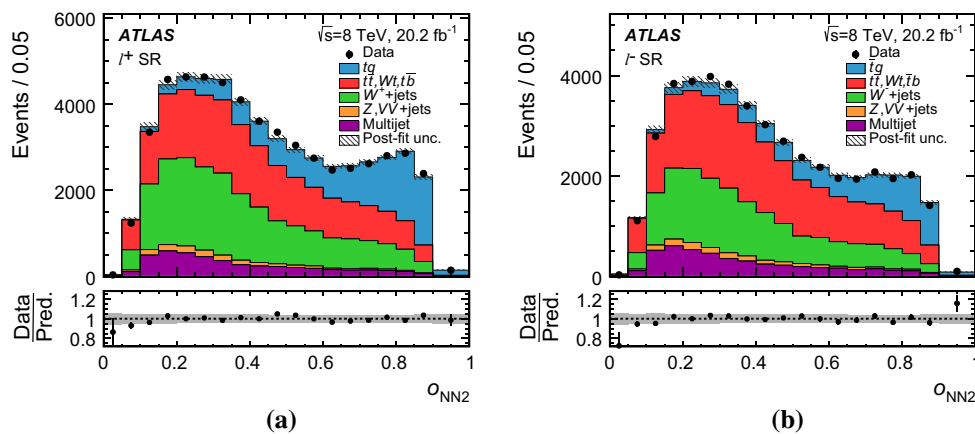 Events / 0.05
6000
4000
2000
0
ATLAS
l+ SR
√s=8 TeV, 20.2 fb-1
Data
tq
tt̄,Wt,tb̄
W++jets
Z,VV+jets
Multijet
Post-fit unc.
Data
Pred.
1.2
1
0.8
0 0.2 0.4 0.6 0.8 1
oNN2
(a)
Events / 0.05
4000
2000
0
ATLAS
l- SR
√s=8 TeV, 20.2 fb-1
Data
t̄q
tt̄,Wt,t̄b
W-+jets
Z,VV+jets
Multijet
Post-fit unc.
Data
Pred.
1.2
1
0.8
0 0.2 0.4 0.6 0.8 1
oNN2
(b)